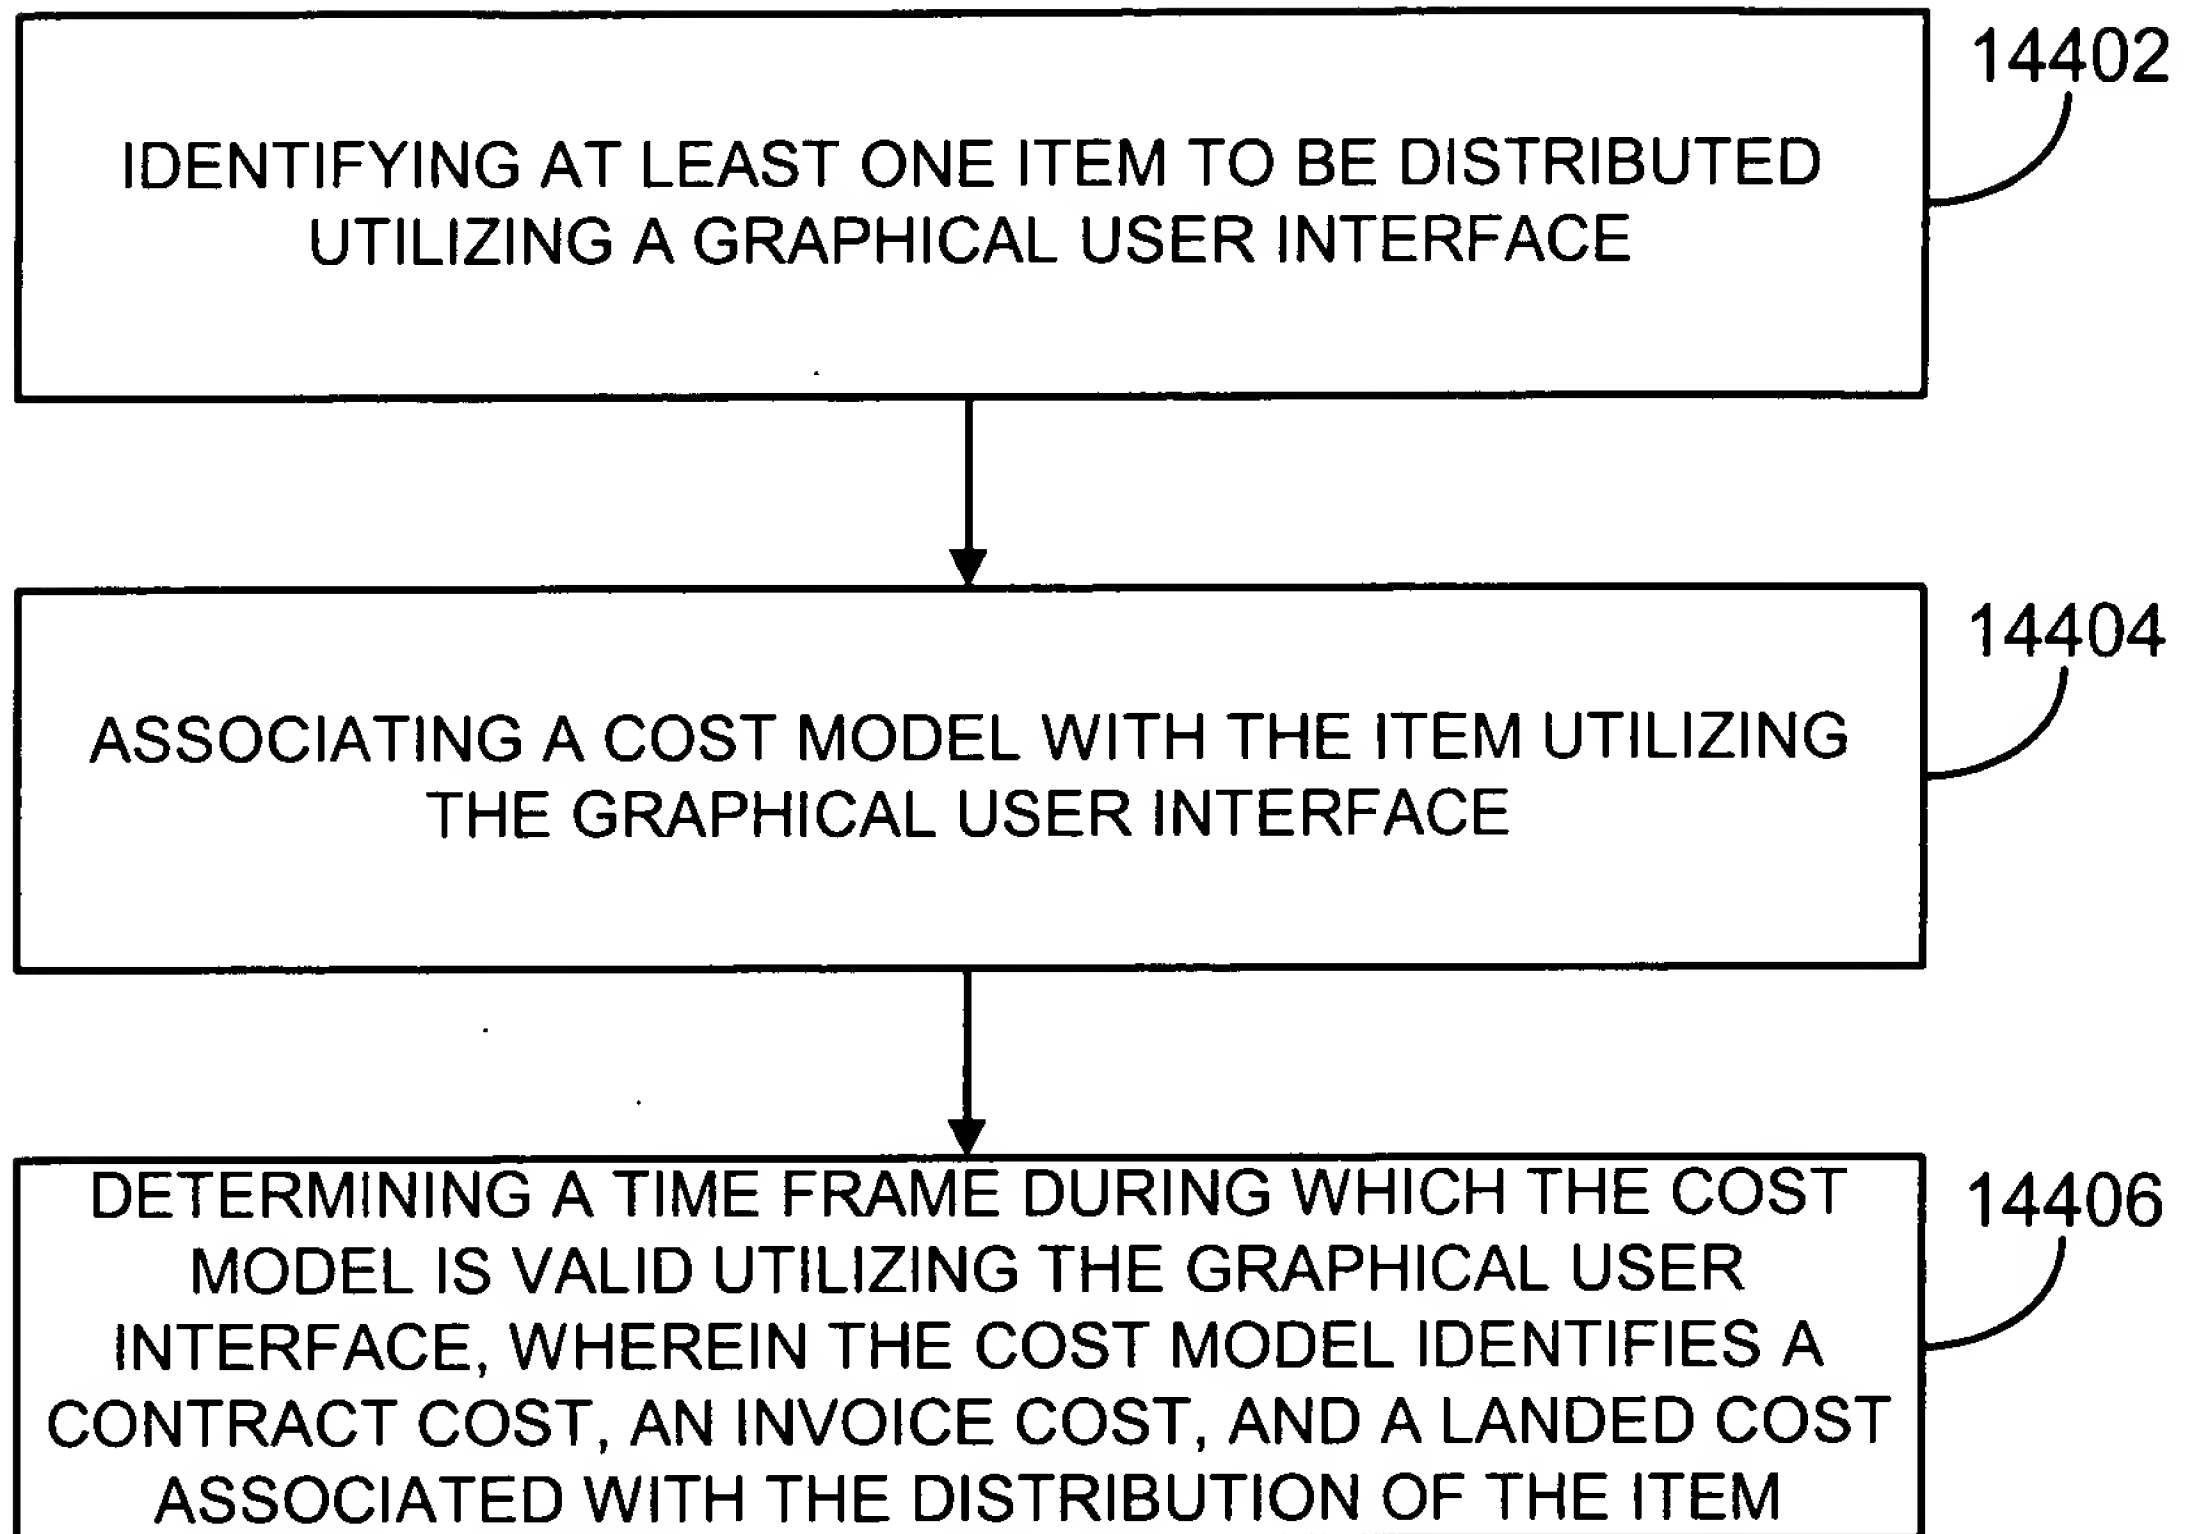 14402
IDENTIFYING AT LEAST ONE ITEM TO BE DISTRIBUTED
UTILIZING A GRAPHICAL USER INTERFACE
14404
ASSOCIATING A COST MODEL WITH THE ITEM UTILIZING
THE GRAPHICAL USER INTERFACE
14406
DETERMINING A TIME FRAME DURING WHICH THE COST
MODEL IS VALID UTILIZING THE GRAPHICAL USER
INTERFACE, WHEREIN THE COST MODEL IDENTIFIES A
CONTRACT COST, AN INVOICE COST, AND A LANDED COST
ASSOCIATED WITH THE DISTRIBUTION OF THE ITEM